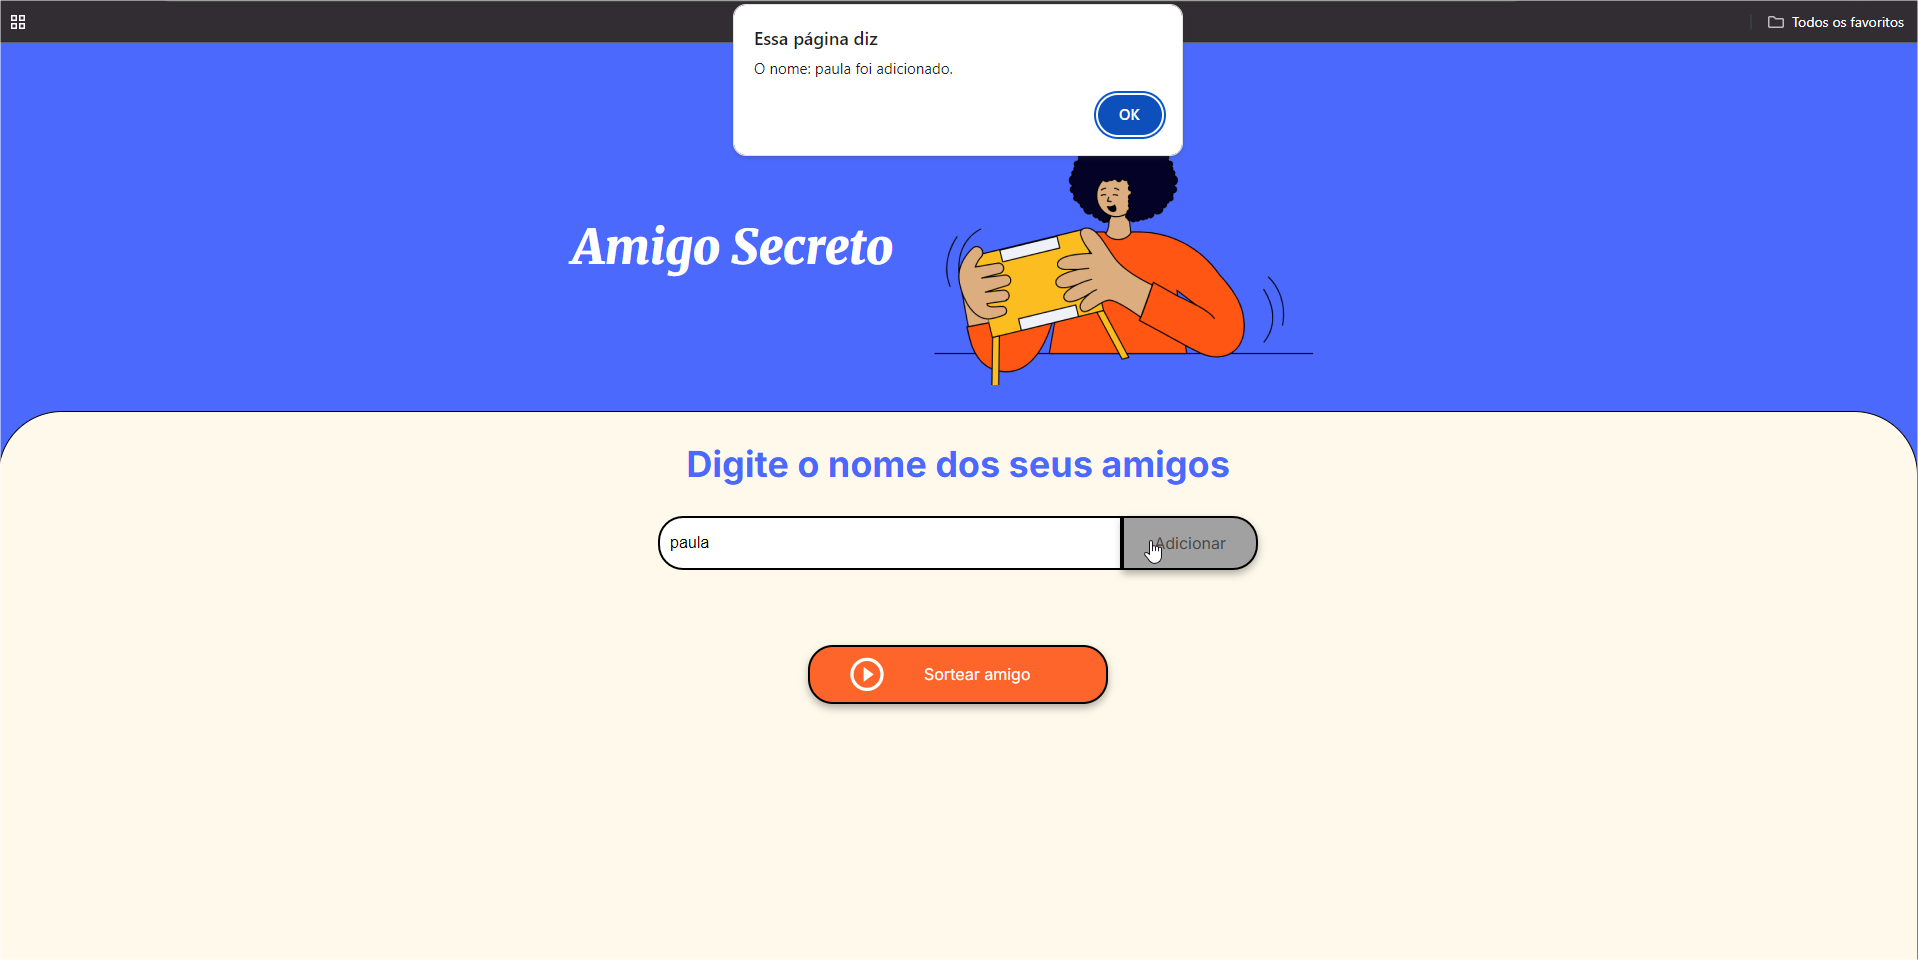 Todos os favoritos
Essa página diz
O nome: paula foi adicionado.
OK
Amigo Secreto
Digite o nome dos seus amigos
paula
Adicionar
Sortear amigo